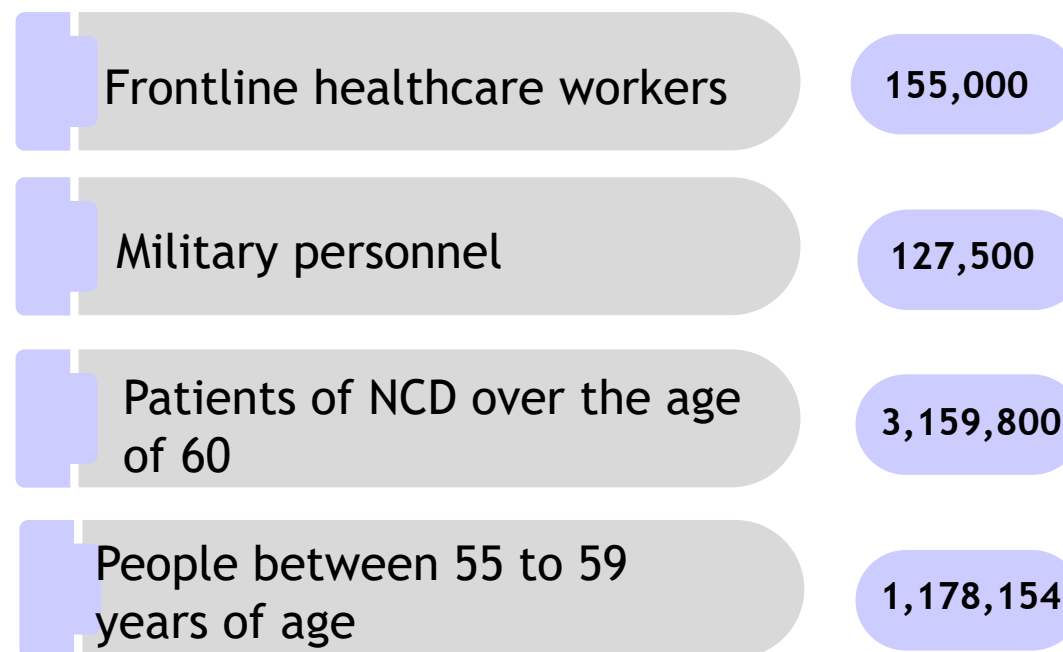 Frontline healthcare workers
155,000
Military personnel
127,500
Patients of NCD over the age
of 60
3,159,800
People between 55 to 59
years of age
1,178,154